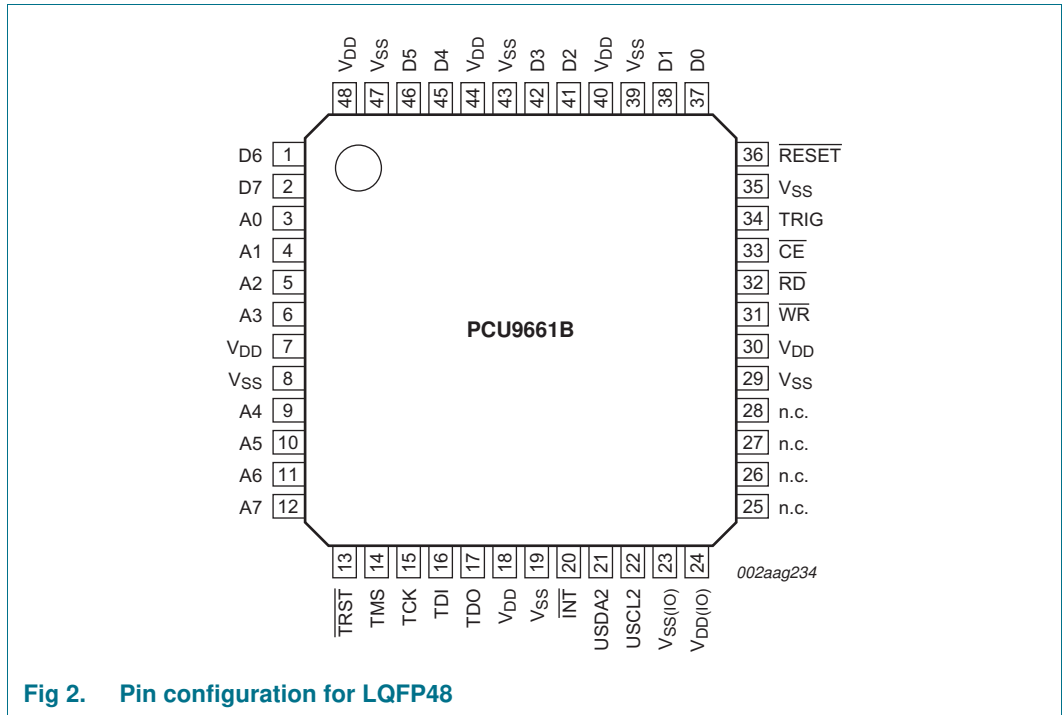 VDD VSS D5 D4 VDD VSS D3 D2 VDD VSS D1 D0
48 47 46 45 44 43 42 41 40 39 38 37
D6 1 36 RESET
D7 2 35 VSS
A0 3 34 TRIG
A1 4 33 CE
A2 5 32 RD
A3 6 31 WR
PCU9661B
VDD 7 30 VDD
VSS 8 29 VSS
A4 9 28 n.c.
A5 10 27 n.c.
A6 11 26 n.c.
A7 12 25 n.c.
13 14 15 16 17 18 19 20 21 22 23 24
TRST TMS TCK TDI TDO VDD VSS INT USDA2 USCL2 VSS(IO) VDD(IO)
002aag234
Fig 2. Pin configuration for LQFP48